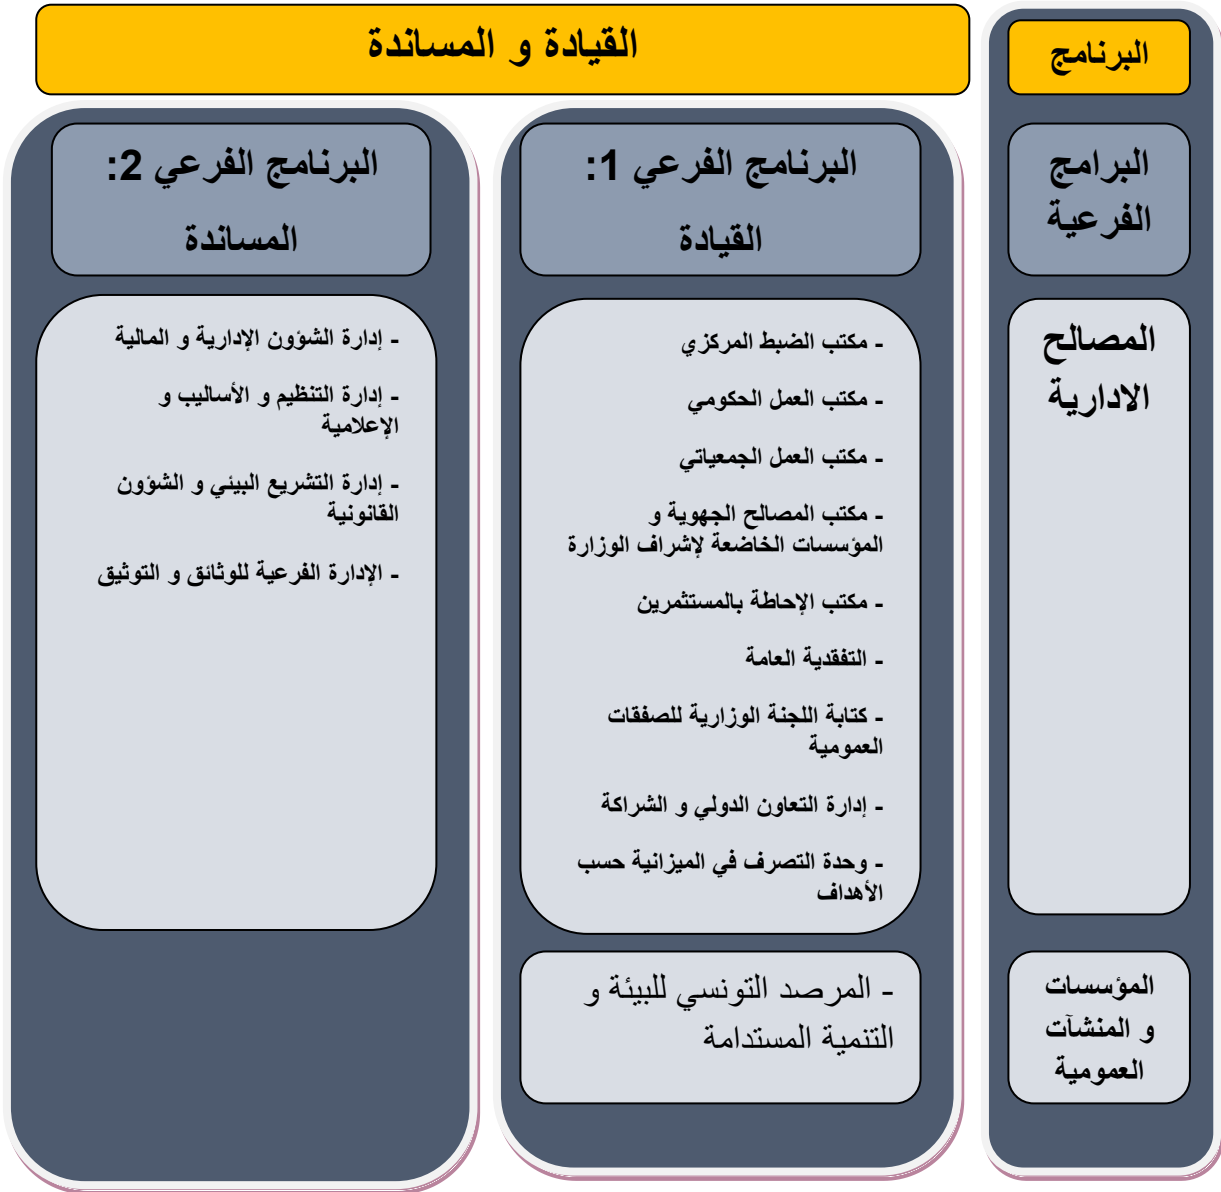 البرنامج
القيادة و المساندة
البرامج
الفرعية
البرنامج الفرعي 1:
القيادة
البرنامج الفرعي 2:
المساندة
المصالح
الادارية
- مكتب الضبط المركزي
- مكتب العمل الحكومي
- مكتب العمل الجمعياتي
- مكتب المصالح الجهوية و
المؤسسات الخاضعة لإشراف الوزارة
- مكتب الإحاطة بالمستثمرين
- التفقدية العامة
- كتابة اللجنة الوزارية للصفقات
العمومية
- إدارة التعاون الدولي و الشراكة
- وحدة التصرف في الميزانية حسب
الأهداف
- إدارة الشؤون الإدارية و المالية
- إدارة التنظيم و الأساليب و
الإعلامية
- إدارة التشريع البيئي و الشؤون
القانونية
- الإدارة الفرعية للوثائق و التوثيق
المؤسسات
و المنشآت
العمومية
- المرصد التونسي للبيئة و
التنمية المستدامة